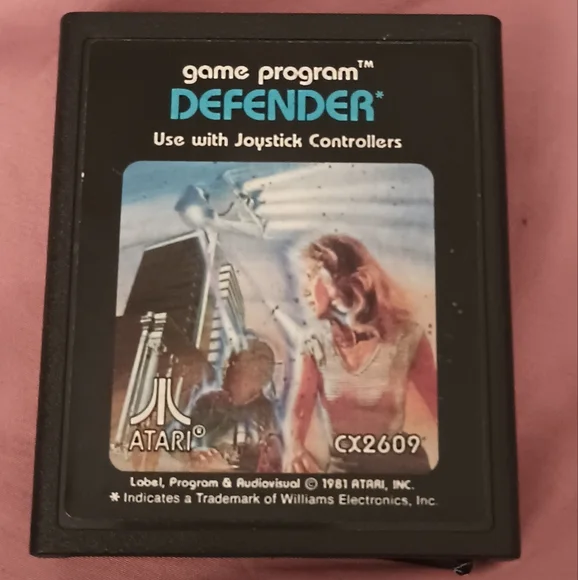 game program™
DEFENDER*
Use with Joystick Controllers
ATARI®
CX2609
Label, Program & Audiovisual © 1981 ATARI, INC.
* Indicates a Trademark of Williams Electronics, Inc.